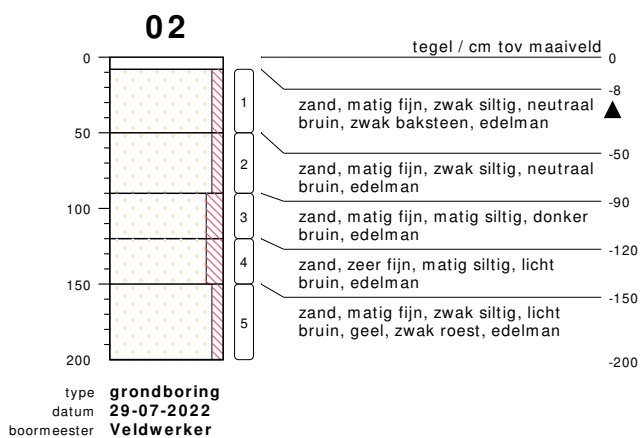 02
tegel / cm tov maaiveld
0
0
-8
1
zand, matig fijn, zwak siltig, neutraal
bruin, zwak baksteen, edelman
50
-50
2
zand, matig fijn, zwak siltig, neutraal
bruin, edelman
-90
100
3
zand, matig fijn, matig siltig, donker
bruin, edelman
-120
4
zand, zeer fijn, matig siltig, licht
bruin, edelman
150
-150
5
zand, matig fijn, zwak siltig, licht
bruin, geel, zwak roest, edelman
200
-200
type grondboring
datum 29-07-2022
boormeester Veldwerker